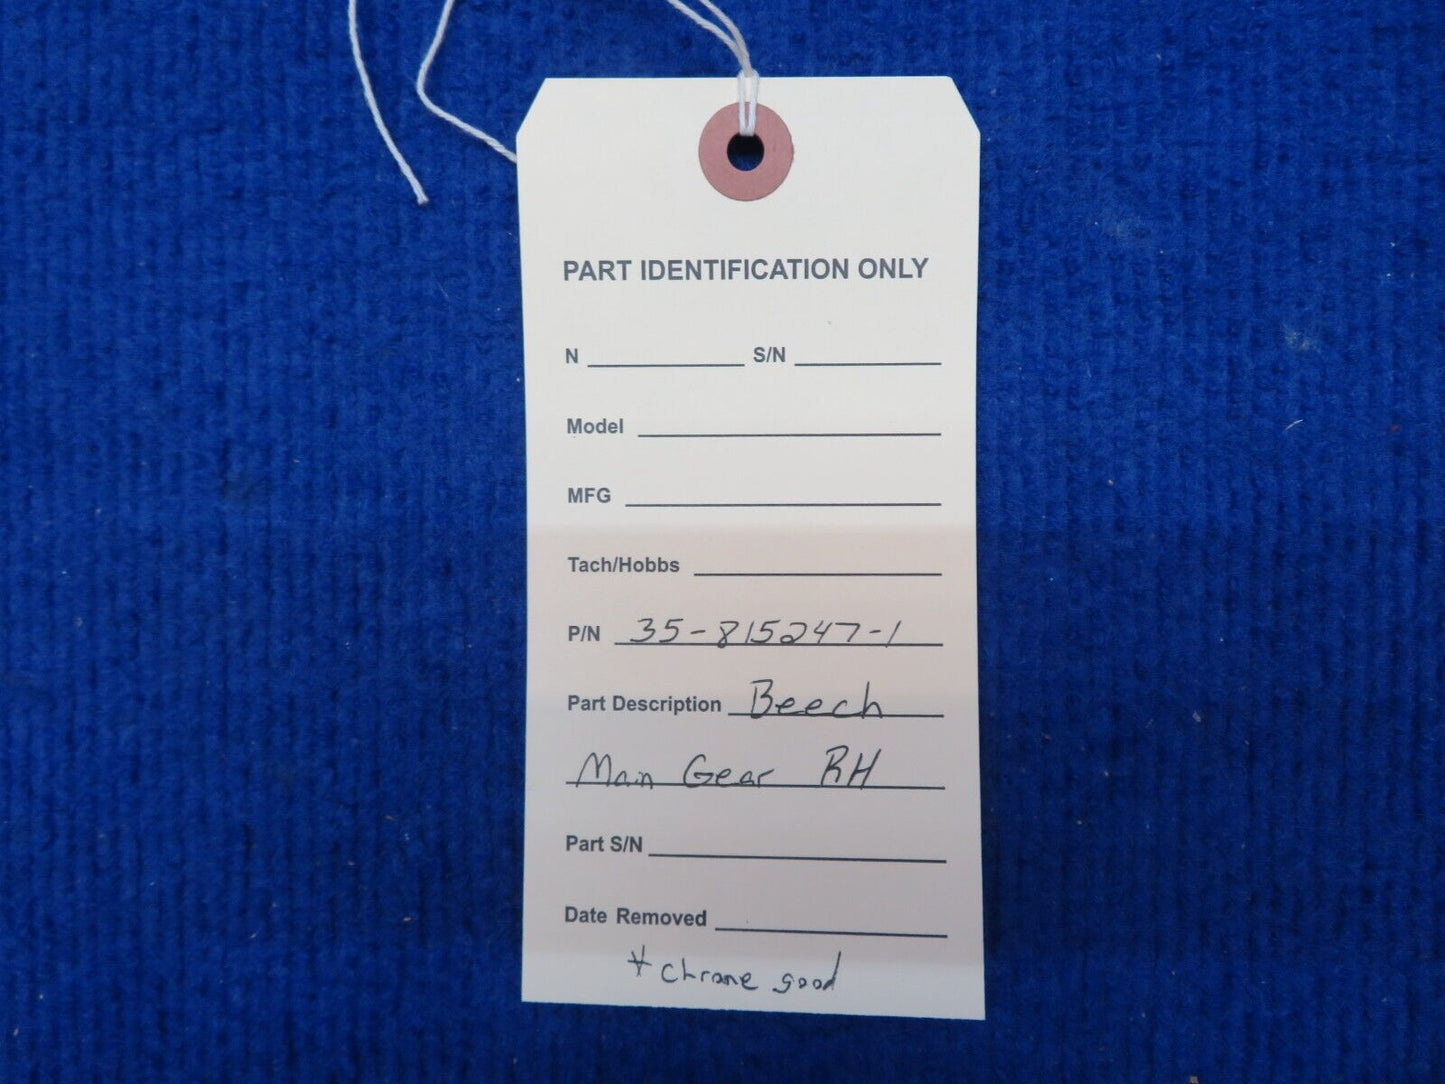 PART IDENTIFICATION ONLY
N S/N
Model
MFG
Tach/Hobbs
P/N 35-815247-1
Part Description Beech
Main Gear RH
Part S/N
Date Removed
* chrome good